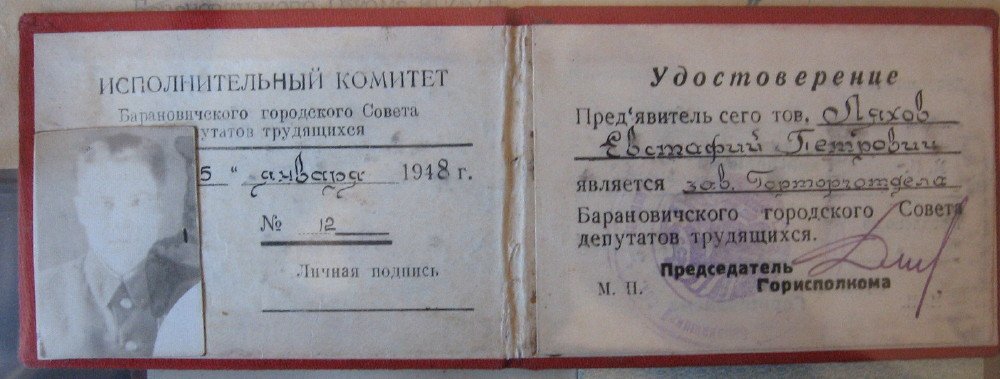 ИСПОЛНИТЕЛЬНЫЙ КОМИТЕТ
Барановичского городского Совета
депутатов трудящихся
5 " января 1948 г.
№ 12
Личная подпись
Удостоверение
Пред'явитель сего тов. Ляхов
Евстафий Петрович
является зав. Горторготдела
Барановичского городского Совета
депутатов трудящихся.
Председатель
М. П. Горисполкома